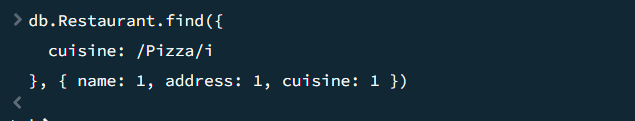 > db.Restaurant.find({
cuisine: /Pizza/i
}, { name: 1, address: 1, cuisine: 1 })
<